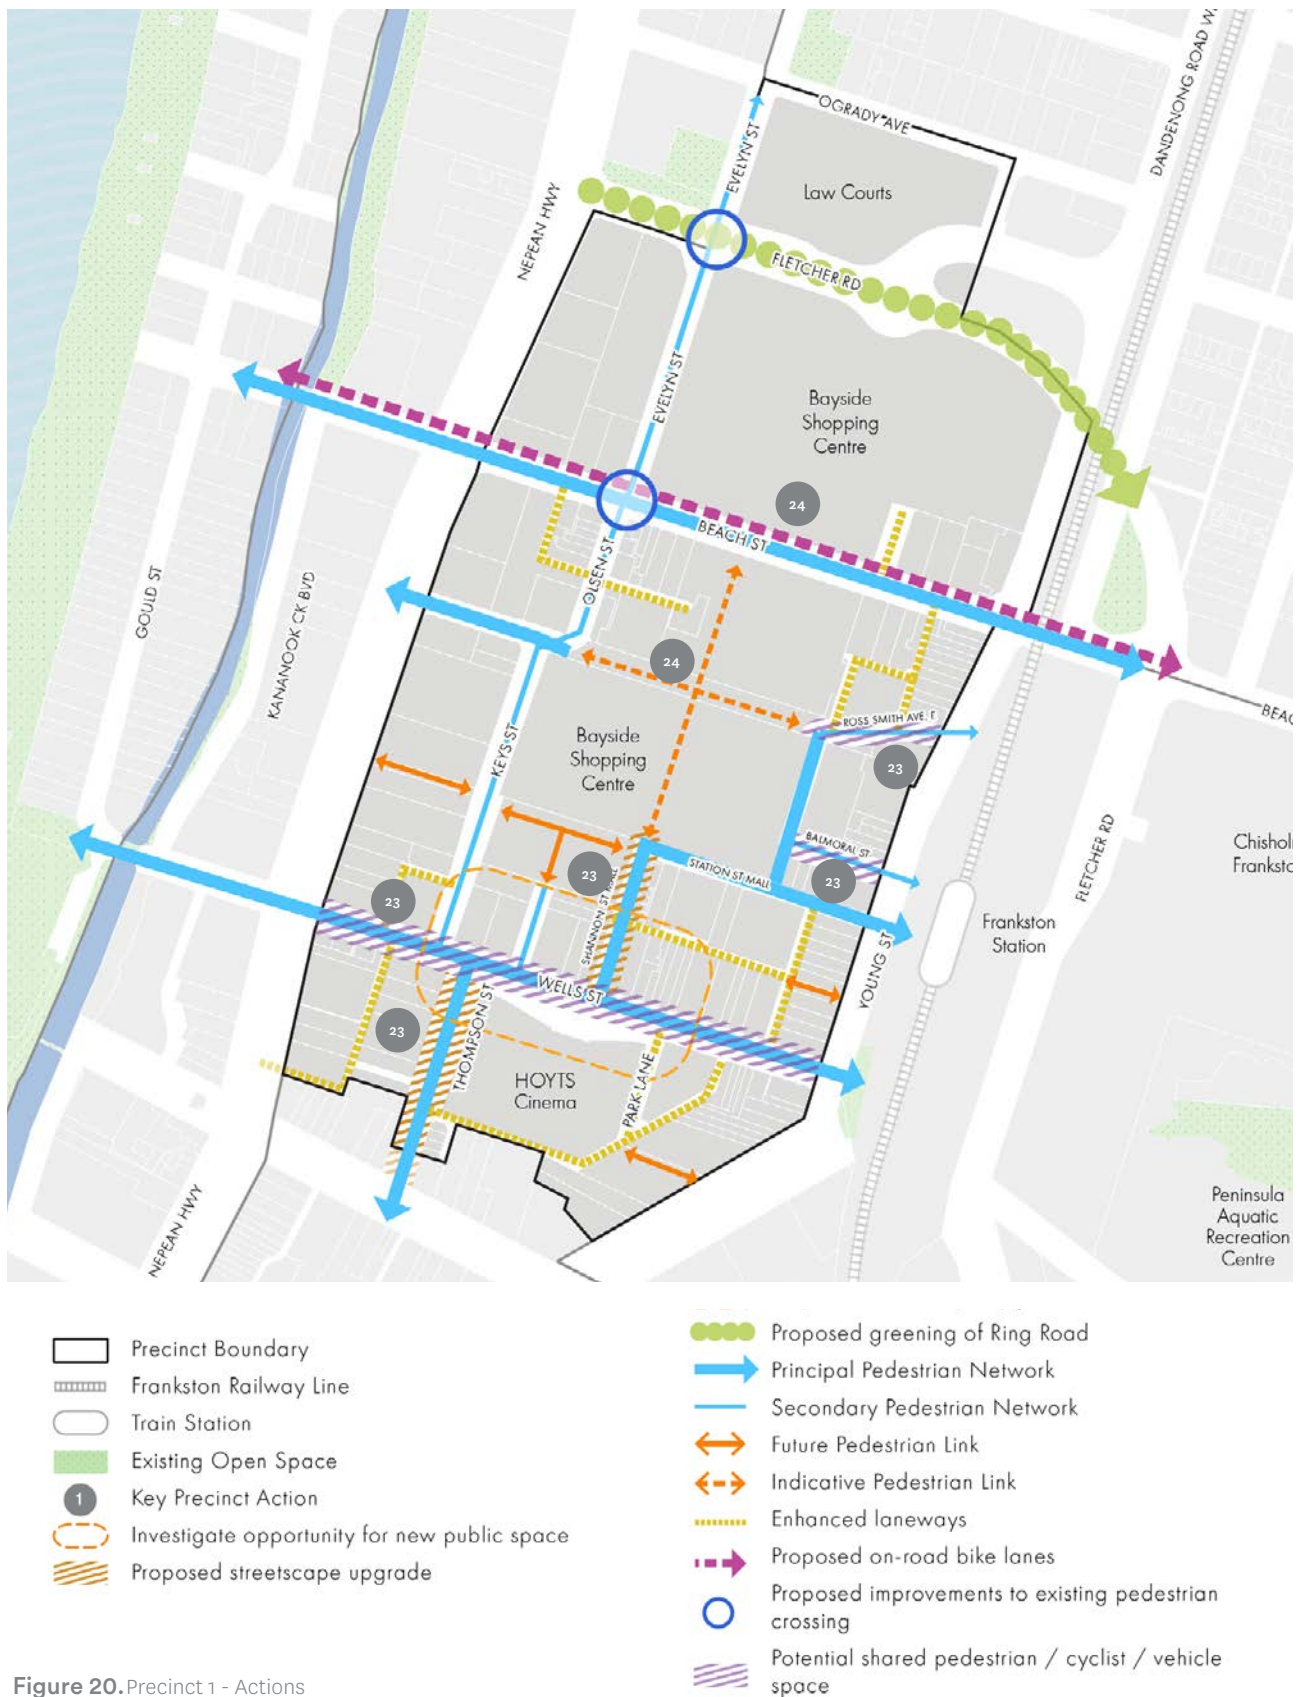 OGRADY AVE
DANDENONG ROAD W
EVELYN ST
Law Courts
NEPEAN HWY
FLETCHER RD
EVELYN ST
Bayside
Shopping
Centre
24
BEACH ST
OLSEN ST
GOULD ST
KANANOOK CK BVD
24
BEAC
ROSS SMITH AVE E
KEYS ST
Bayside
Shopping
Centre
23
FLETCHER RD
BALMORAL ST
Chisholm
Frankston
STATION ST MALL
23
23
SHANNON ST MALL
23
Frankston
Station
YOUNG ST
WELLS ST
THOMPSON ST
23
HOYTS
Cinema
PARK LANE
NEPEAN HWY
Peninsula
Aquatic
Recreation
Centre
Precinct Boundary
Frankston Railway Line
Train Station
Existing Open Space
1
Key Precinct Action
Investigate opportunity for new public space
Proposed streetscape upgrade
Proposed greening of Ring Road
Principal Pedestrian Network
Secondary Pedestrian Network
Future Pedestrian Link
Indicative Pedestrian Link
Enhanced laneways
Proposed on-road bike lanes
Proposed improvements to existing pedestrian
crossing
Potential shared pedestrian / cyclist / vehicle
space
Figure 20. Precinct 1 - Actions